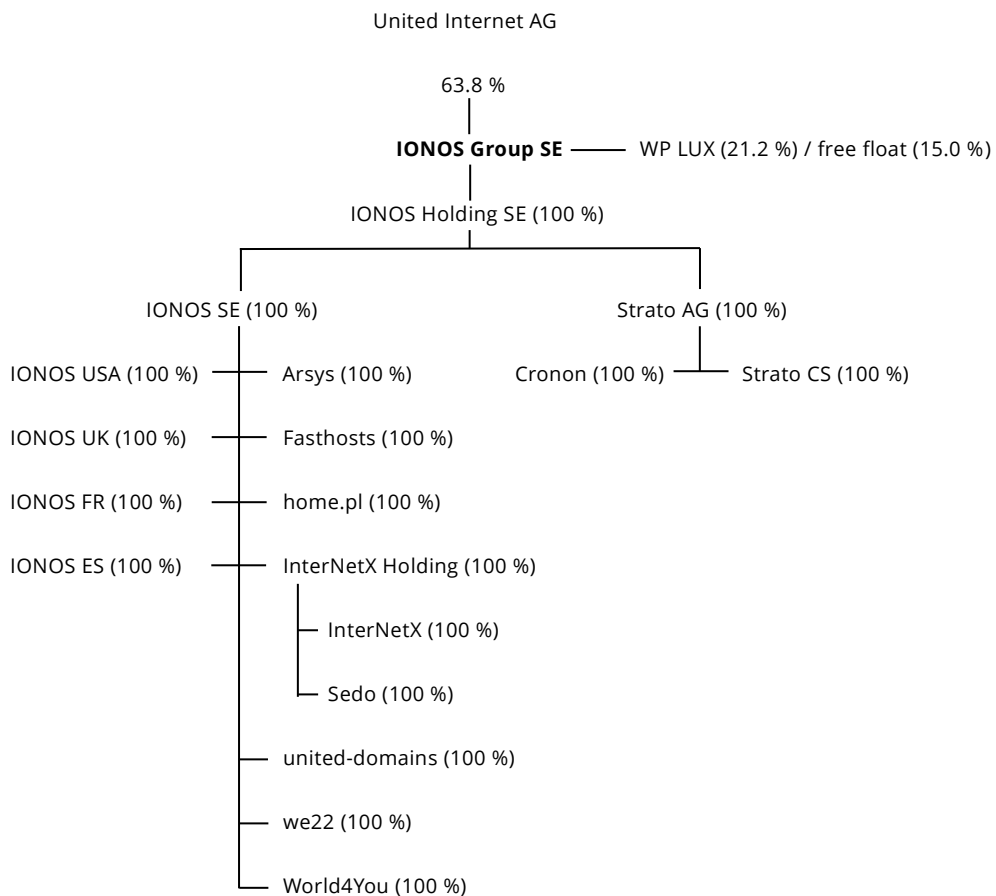 United Internet AG
63.8 %
IONOS Group SE
WP LUX (21.2 %) / free float (15.0 %)
IONOS Holding SE (100 %)
IONOS SE (100 %)
Strato AG (100 %)
IONOS USA (100 %)
Arsys (100 %)
Cronon (100 %)
Strato CS (100 %)
IONOS UK (100 %)
Fasthosts (100 %)
IONOS FR (100 %)
home.pl (100 %)
IONOS ES (100 %)
InterNetX Holding (100 %)
InterNetX (100 %)
Sedo (100 %)
united-domains (100 %)
we22 (100 %)
World4You (100 %)